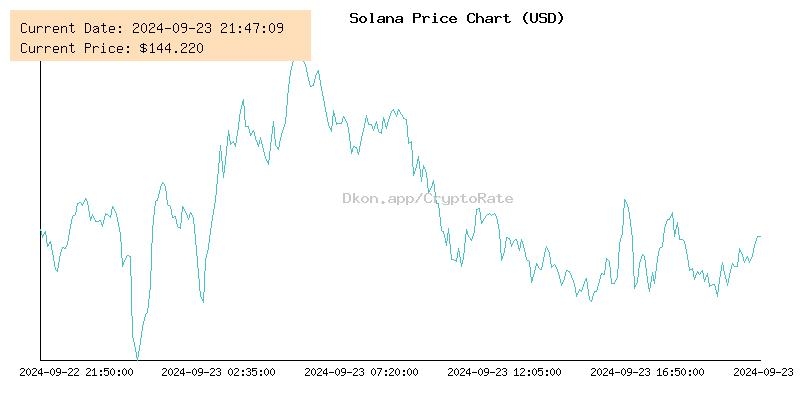 Solana Price Chart (USD)
Current Date: 2024-09-23 21:47:09
Current Price: $144.220
Dkon.app/CryptoRate
2024-09-22 21:50:00 2024-09-23 02:35:00 2024-09-23 07:20:00 2024-09-23 12:05:00 2024-09-23 16:50:00 2024-09-23